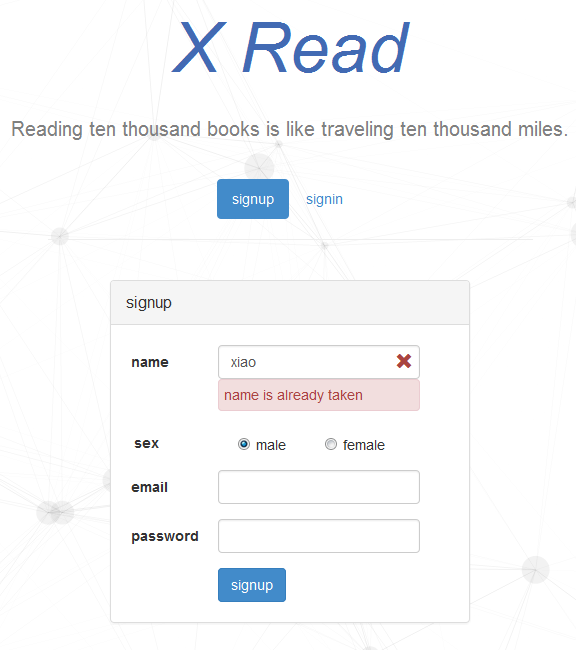 X Read
Reading ten thousand books is like traveling ten thousand miles.
signup signin
signup
name xiao
name is already taken
sex male female
email
password
signup